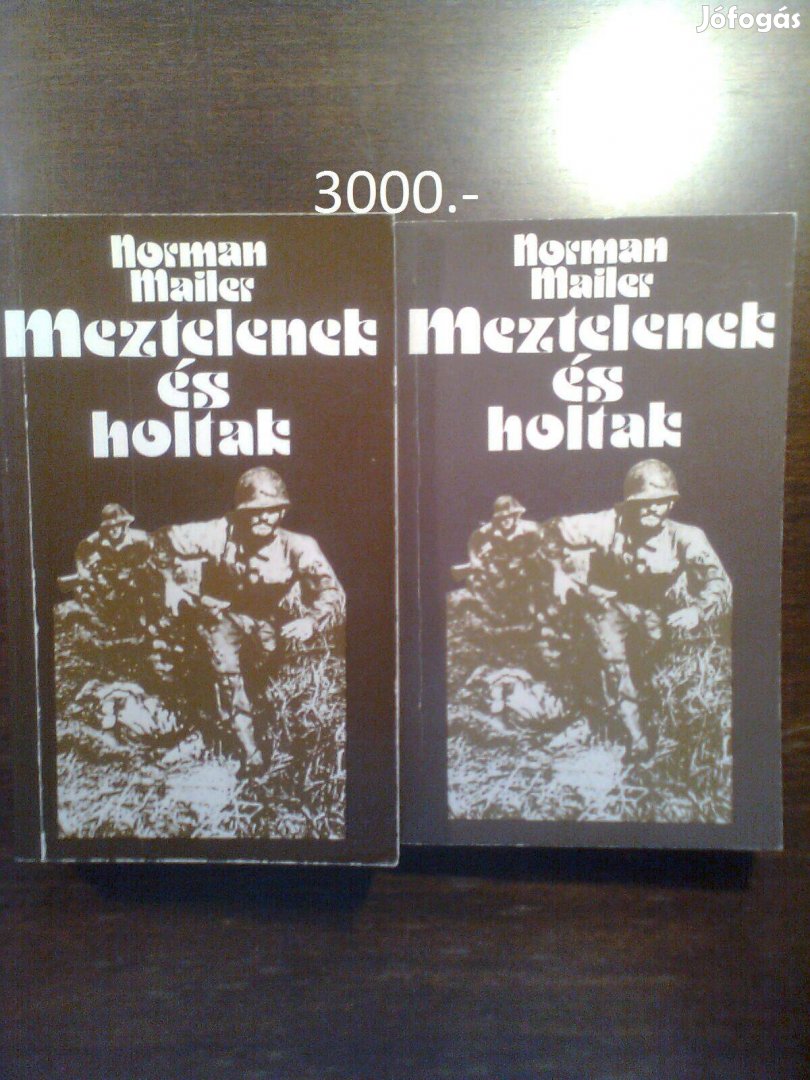 Jófogás
3000.-
Norman
Mailer
Meztelenek
és
holtak
Norman
Mailer
Meztelenek
és
holtak